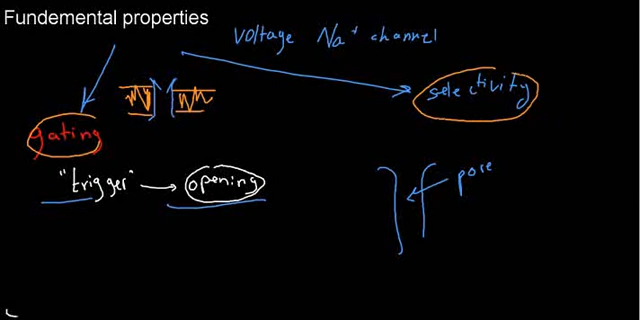 Fundemental properties
Voltage Na+ channel
selectivity
gating
"trigger" → opening
pore